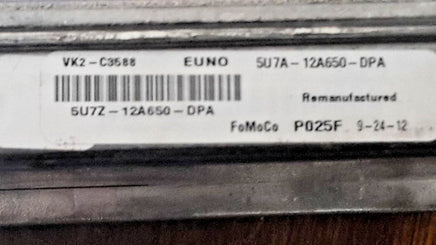 VK2-C3588 EUNO 5U7A-12A650-DPA
5U7Z-12A650-DPA Remanufactured
FoMoCo P025F 9-24-12